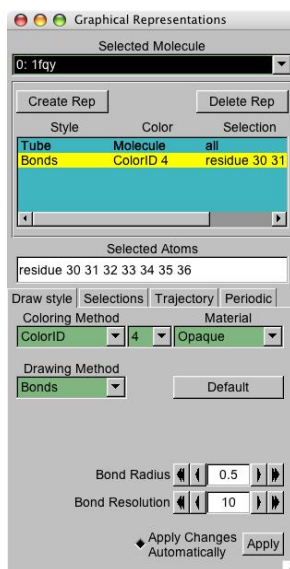 Graphical Representations
Selected Molecule
0: 1fqy
Create Rep Delete Rep
Style Color Selection
Tube Molecule all
Bonds ColorID 4 residue 30 31
Selected Atoms
residue 30 31 32 33 34 35 36
Draw style Selections Trajectory Periodic
Coloring Method Material
ColorID 4 Opaque
Drawing Method
Bonds Default
Bond Radius 0.5
Bond Resolution 10
Apply Changes
Automatically Apply